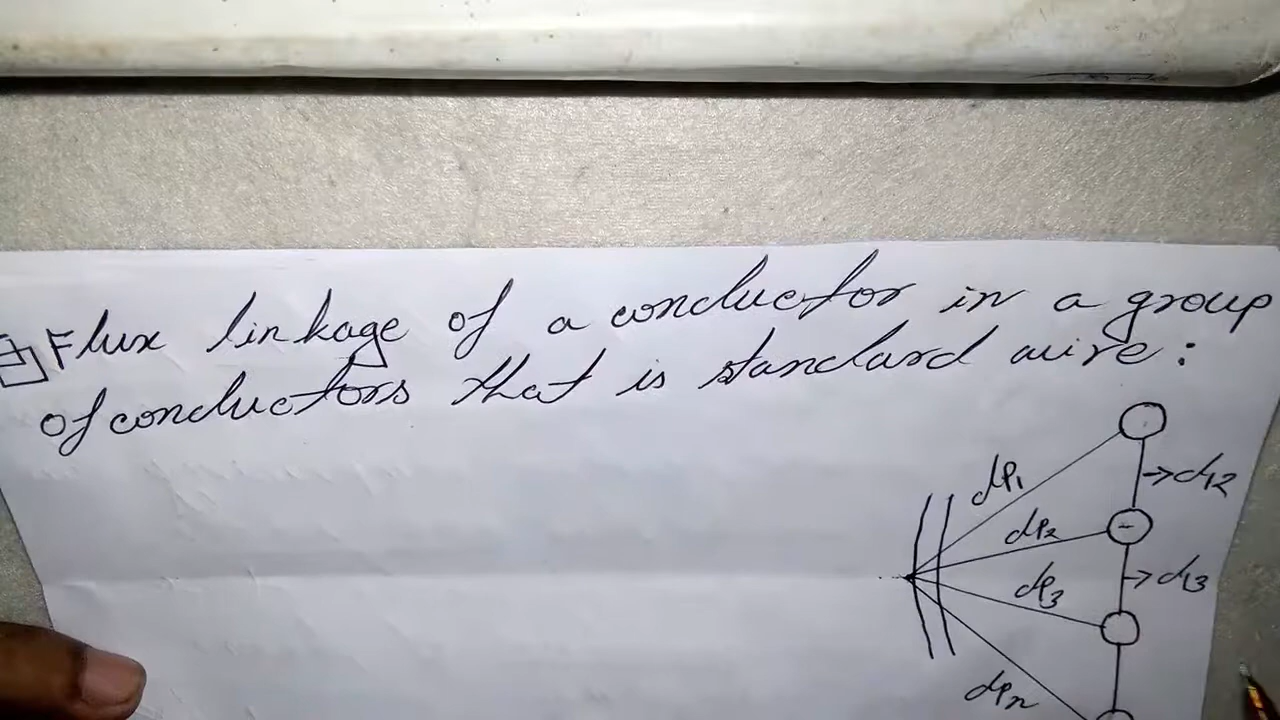 Flux linkage of a conductor in a group
of conductors that is standard wire:
dp1
d12
dp2
d13
dp3
dpn